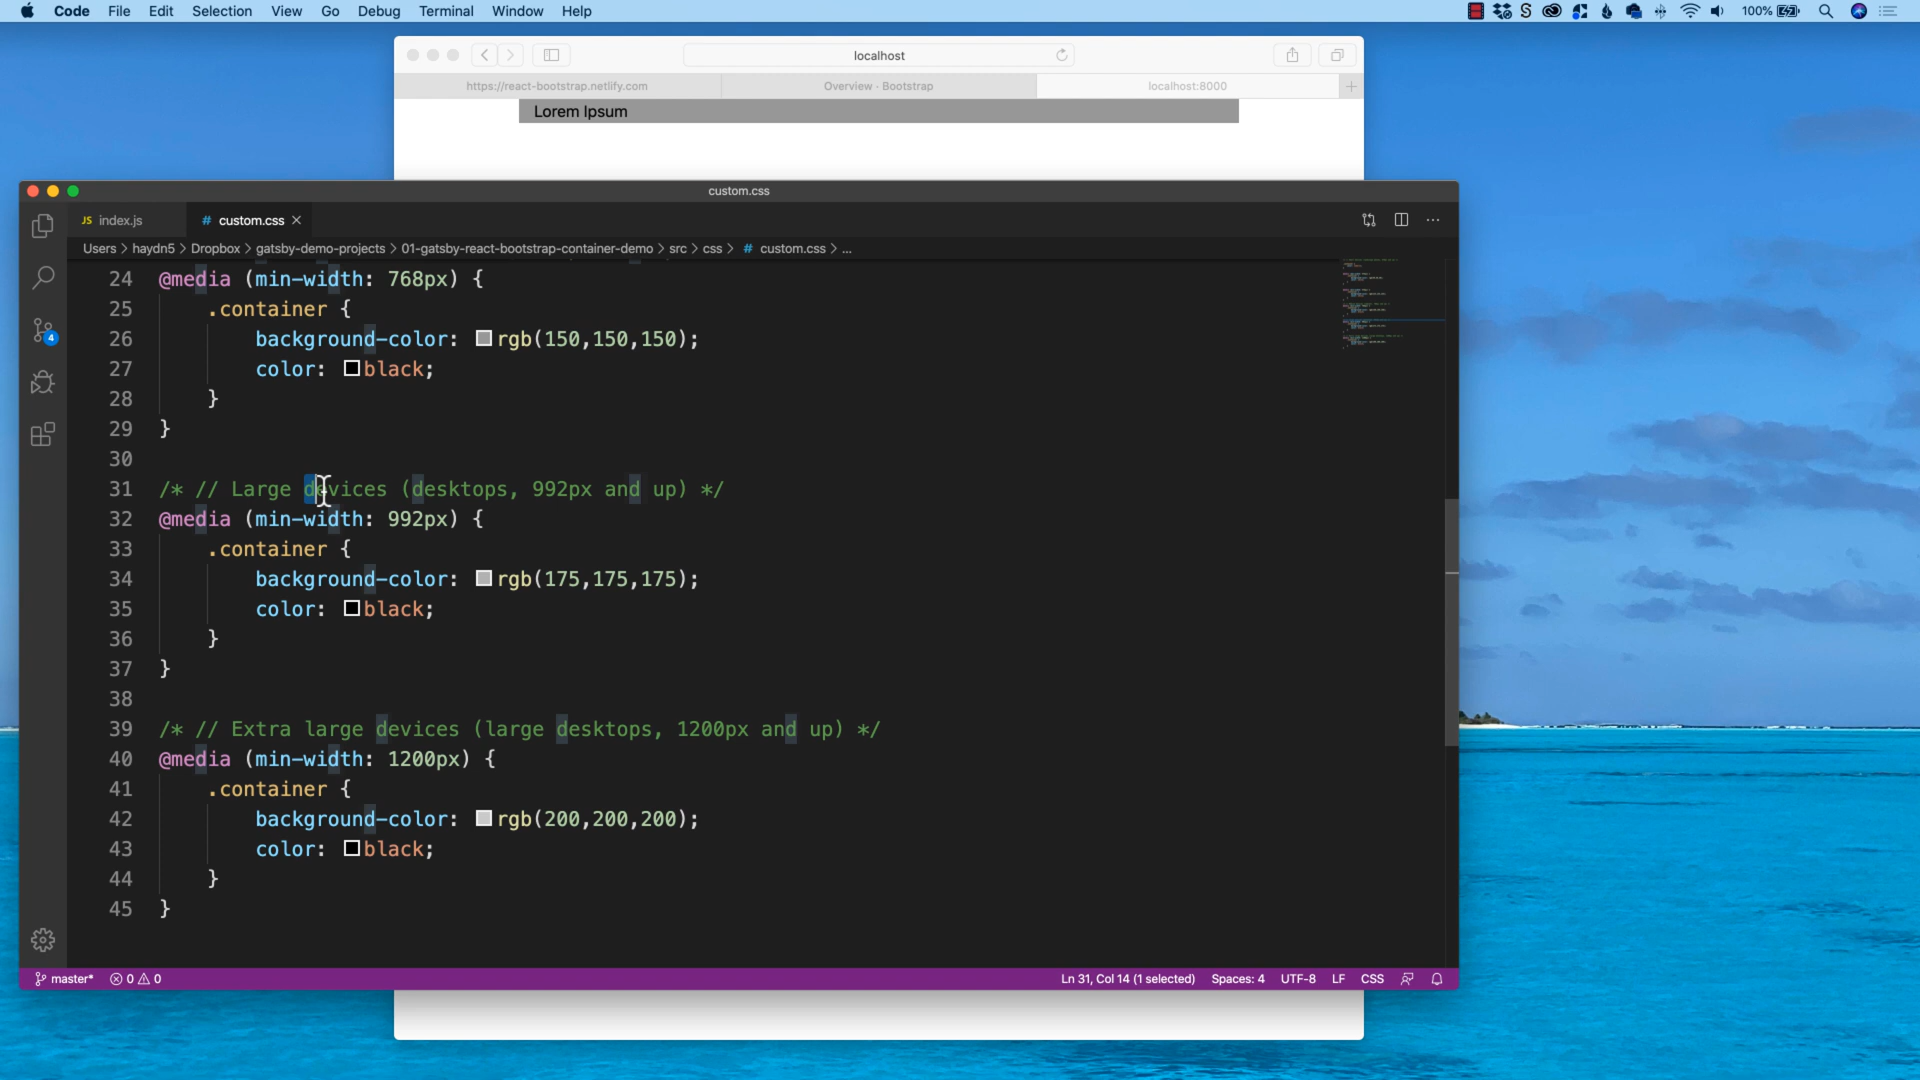 Code File Edit Selection View Go Debug Terminal Window Help 100%
localhost
https://react-bootstrap.netlify.com Overview - Bootstrap localhost:8000 +
Lorem Ipsum
custom.css
JS index.js # custom.css
Users > haydn5 > Dropbox > gatsby-demo-projects > 01-gatsby-react-bootstrap-container-demo > src > css > # custom.css > ...
24 @media (min-width: 768px) {
25 .container {
26 background-color: rgb(150,150,150);
27 color: black;
28 }
29 }
30
31 /* // Large devices (desktops, 992px and up) */
32 @media (min-width: 992px) {
33 .container {
34 background-color: rgb(175,175,175);
35 color: black;
36 }
37 }
38
39 /* // Extra large devices (large desktops, 1200px and up) */
40 @media (min-width: 1200px) {
41 .container {
42 background-color: rgb(200,200,200);
43 color: black;
44 }
45 }
4
master* 0 0 Ln 31, Col 14 (1 selected) Spaces: 4 UTF-8 LF CSS